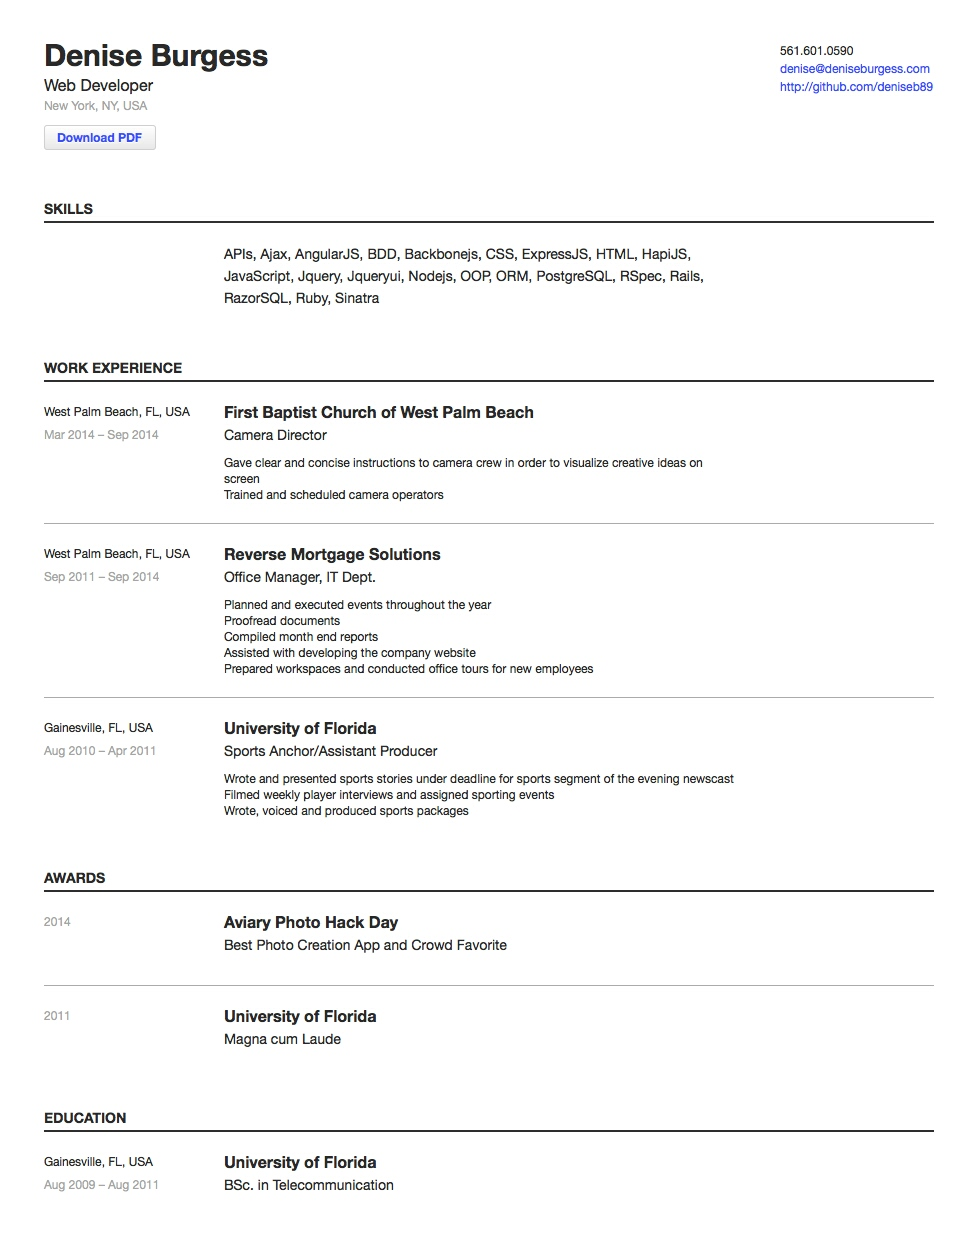 Denise Burgess
Web Developer
New York, NY, USA
Download PDF
561.601.0590
denise@deniseburgess.com
http://github.com/deniseb89
SKILLS
APIs, Ajax, AngularJS, BDD, Backbonejs, CSS, ExpressJS, HTML, HapiJS,
JavaScript, Jquery, Jqueryui, Nodejs, OOP, ORM, PostgreSQL, RSpec, Rails,
RazorSQL, Ruby, Sinatra
WORK EXPERIENCE
West Palm Beach, FL, USA
Mar 2014 – Sep 2014
First Baptist Church of West Palm Beach
Camera Director
Gave clear and concise instructions to camera crew in order to visualize creative ideas on
screen
Trained and scheduled camera operators
West Palm Beach, FL, USA
Sep 2011 – Sep 2014
Reverse Mortgage Solutions
Office Manager, IT Dept.
Planned and executed events throughout the year
Proofread documents
Compiled month end reports
Assisted with developing the company website
Prepared workspaces and conducted office tours for new employees
Gainesville, FL, USA
Aug 2010 – Apr 2011
University of Florida
Sports Anchor/Assistant Producer
Wrote and presented sports stories under deadline for sports segment of the evening newscast
Filmed weekly player interviews and assigned sporting events
Wrote, voiced and produced sports packages
AWARDS
2014
Aviary Photo Hack Day
Best Photo Creation App and Crowd Favorite
2011
University of Florida
Magna cum Laude
EDUCATION
Gainesville, FL, USA
Aug 2009 – Aug 2011
University of Florida
BSc. in Telecommunication